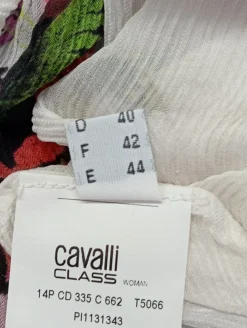 D 40
F 42
E 44
cavalli
CLASS WOMAN
14P CD 335 C 662 T5066
PI1131343